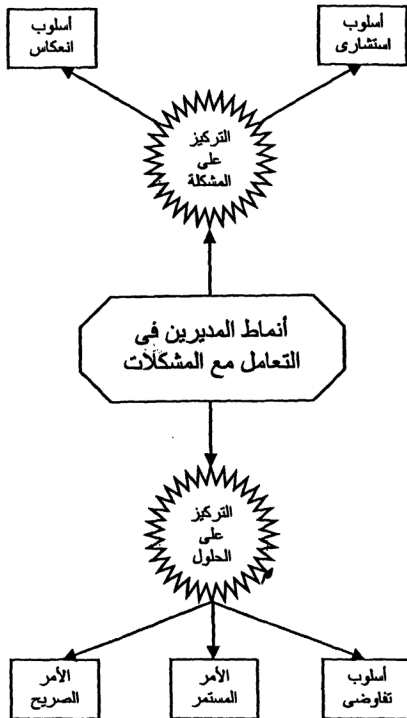 أسلوب
استشارى
أسلوب
انعكاس
التركيز
على
المشكلة
أنماط المديرين فى
التعامل مع المشكلات
التركيز
على
الحلول
أسلوب
تفاوضى
الأمر
المستمر
الأمر
الصريح